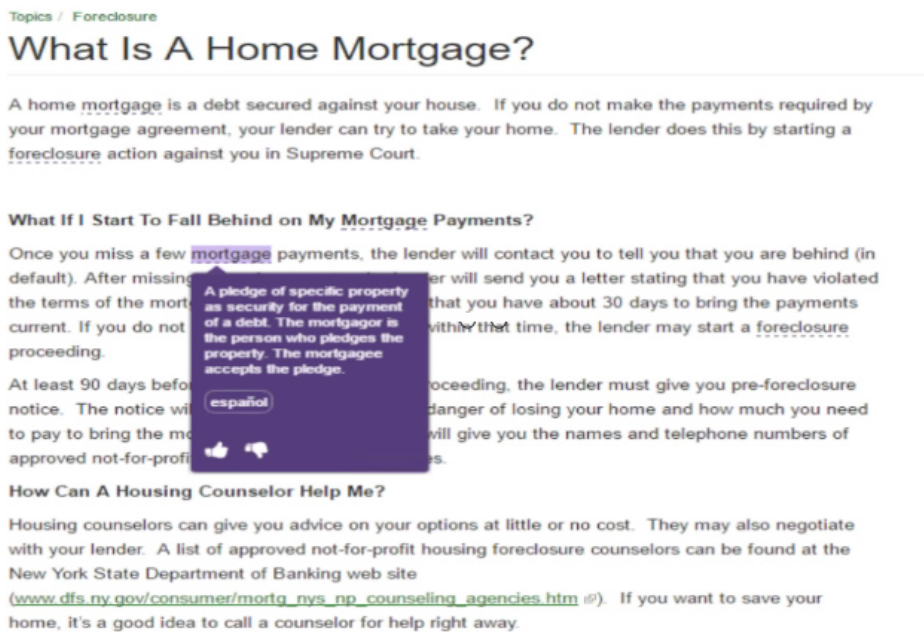 Topics / Foreclosure
What Is A Home Mortgage?
A home mortgage is a debt secured against your house. If you do not make the payments required by
your mortgage agreement, your lender can try to take your home. The lender does this by starting a
foreclosure action against you in Supreme Court.
What If I Start To Fall Behind on My Mortgage Payments?
Once you miss a few mortgage payments, the lender will contact you to tell you that you are behind (in
default). After missing er will send you a letter stating that you have violated
the terms of the mort that you have about 30 days to bring the payments
current. If you do not within that time, the lender may start a foreclosure
proceeding.
A pledge of specific property
as security for the payment
of a debt. The mortgagor is
the person who pledges the
property. The mortgagee
accepts the pledge.
español
At least 90 days befo oceeding, the lender must give you pre-foreclosure
notice. The notice wil danger of losing your home and how much you need
to pay to bring the mo will give you the names and telephone numbers of
approved not-for-profi es.
How Can A Housing Counselor Help Me?
Housing counselors can give you advice on your options at little or no cost. They may also negotiate
with your lender. A list of approved not-for-profit housing foreclosure counselors can be found at the
New York State Department of Banking web site
(www.dfs.ny.gov/consumer/mortg_nys_np_counseling_agencies.htm). If you want to save your
home, it's a good idea to call a counselor for help right away.